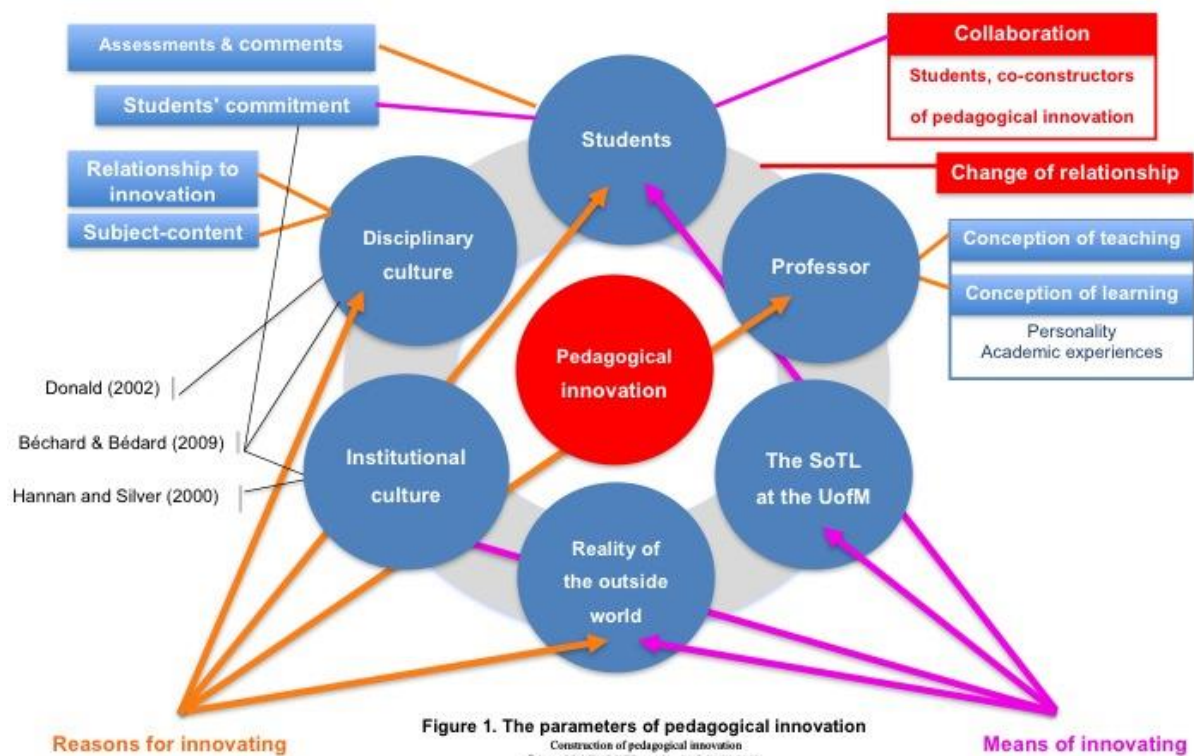 Assessments & comments
Students' commitment
Relationship to
innovation
Subject-content
Students
Collaboration
Students, co-constructors
of pedagogical innovation
Change of relationship
Disciplinary
culture
Professor
Conception of teaching
Conception of learning
Personality
Academic experiences
Pedagogical
innovation
Donald (2002)
Béchard & Bédard (2009)
Hannan and Silver (2000)
Institutional
culture
The SoTL
at the UofM
Reality of
the outside
world
Figure 1. The parameters of pedagogical innovation
Construction of pedagogical innovation
Reasons for innovating
Means of innovating